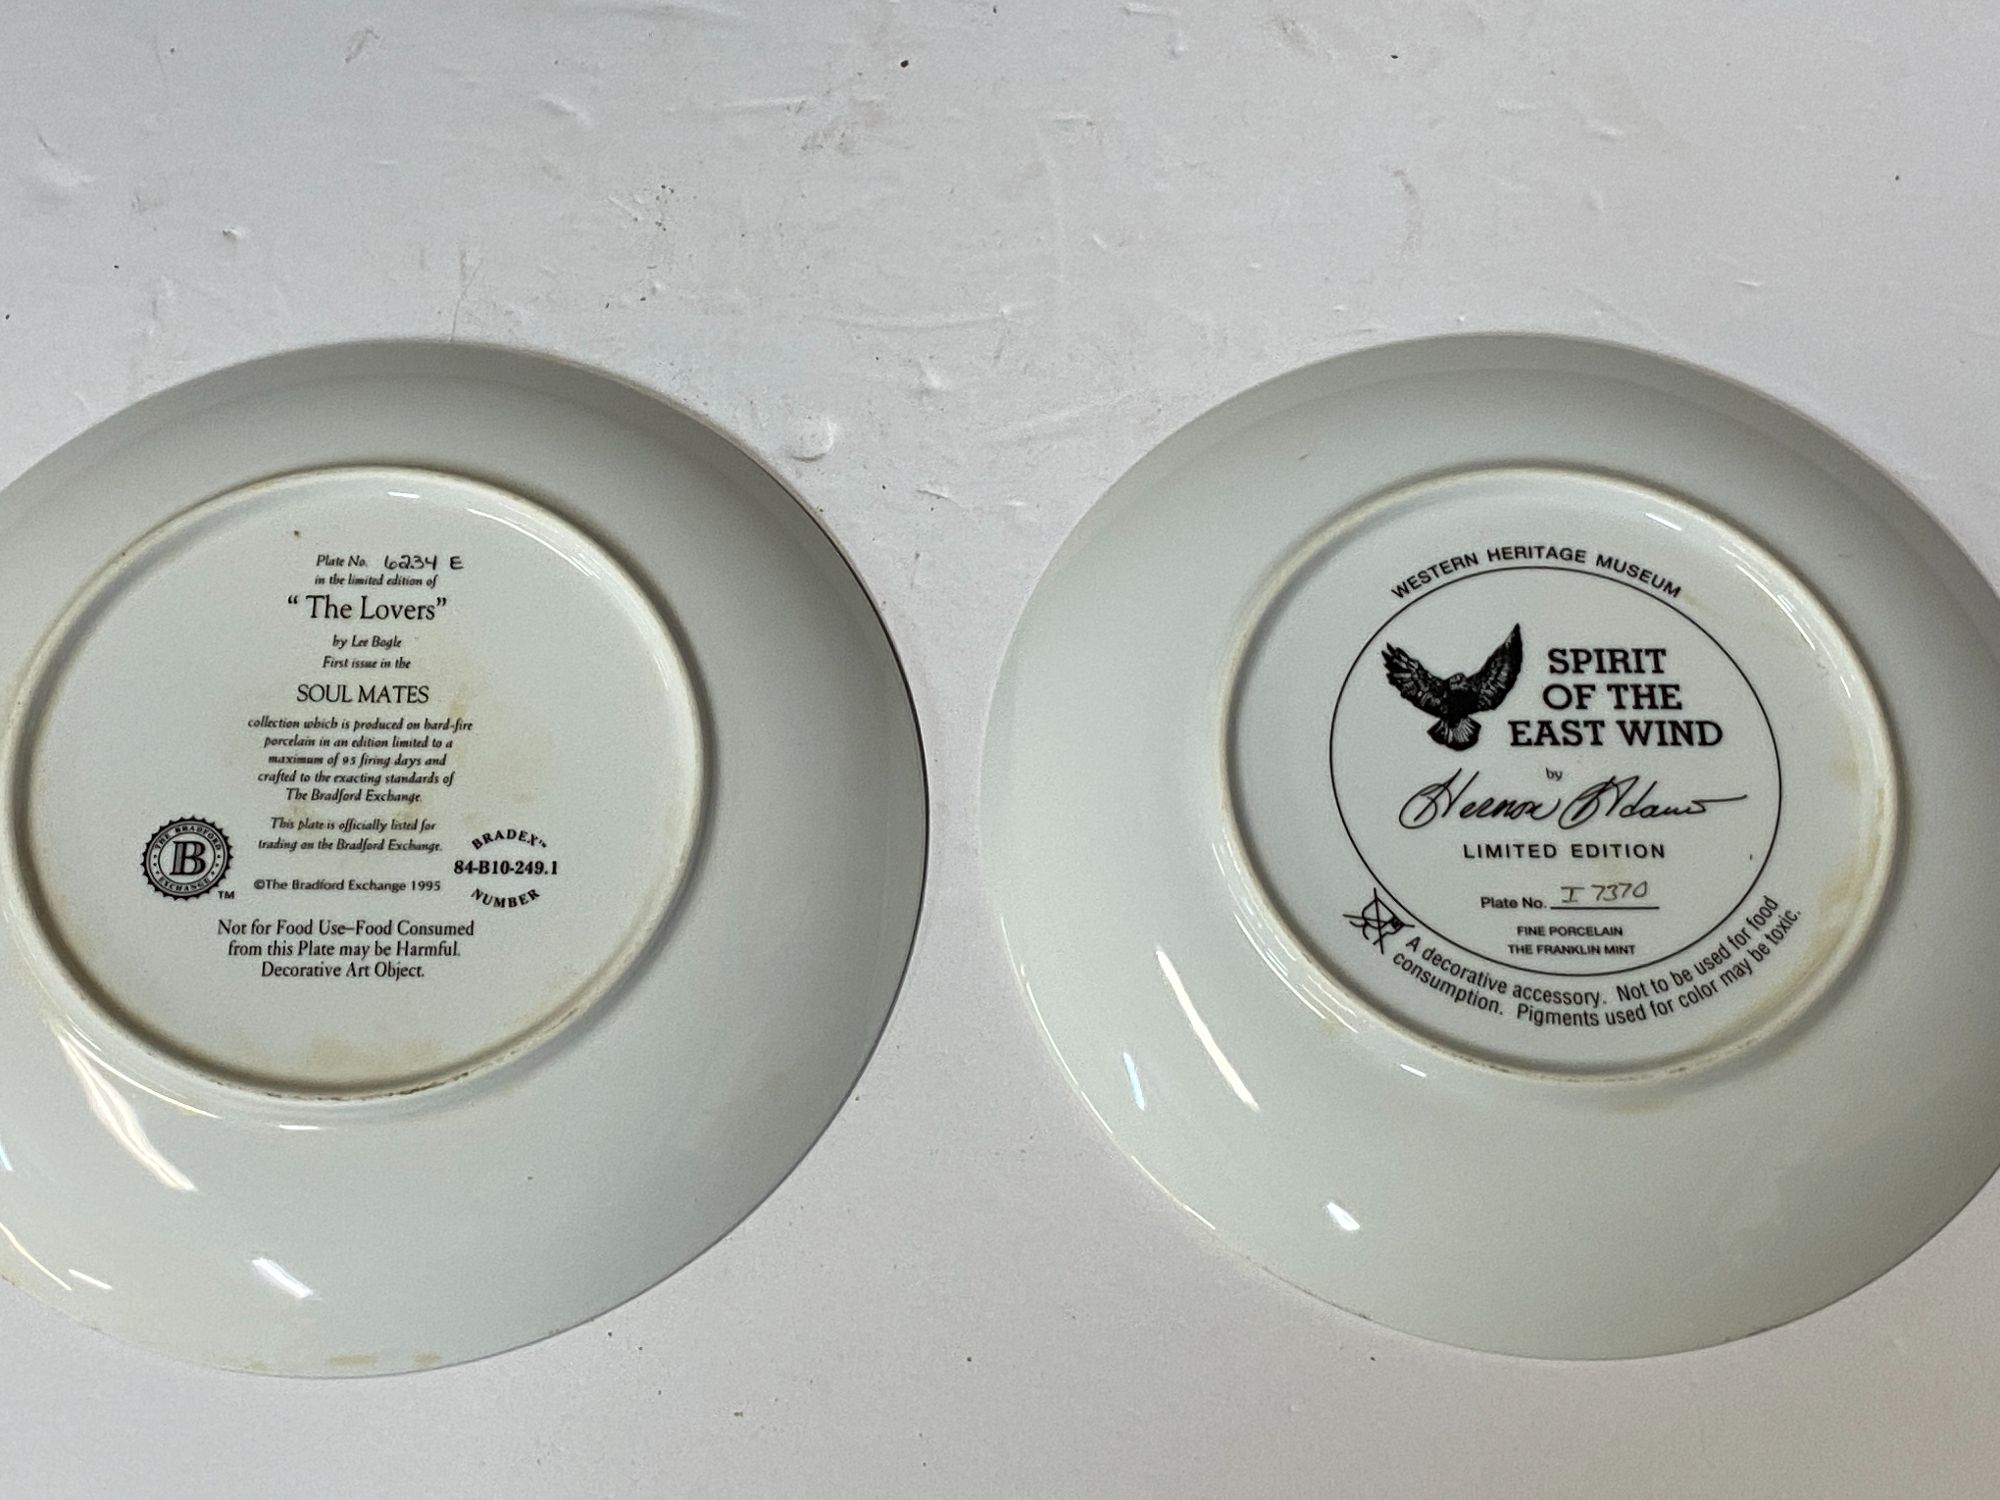 Plate No. 6234 E
in the limited edition of
“The Lovers”
by Lee Bogle
First issue in the
SOUL MATES
collection which is produced on hard-fire
porcelain in an edition limited to a
maximum of 95 firing days and
crafted to the exacting standards of
The Bradford Exchange.
This plate is officially listed for
trading on the Bradford Exchange.
©The Bradford Exchange 1995
THE BRADFORD
B
EXCHANGE
TM
BRADEX™
84-B10-249.1
NUMBER
Not for Food Use–Food Consumed
from this Plate may be Harmful.
Decorative Art Object.
WESTERN HERITAGE MUSEUM
SPIRIT
OF THE
EAST WIND
by
Hermon Adams
LIMITED EDITION
Plate No. I 7370
FINE PORCELAIN
THE FRANKLIN MINT
A decorative accessory. Not to be used for food
consumption. Pigments used for color may be toxic.